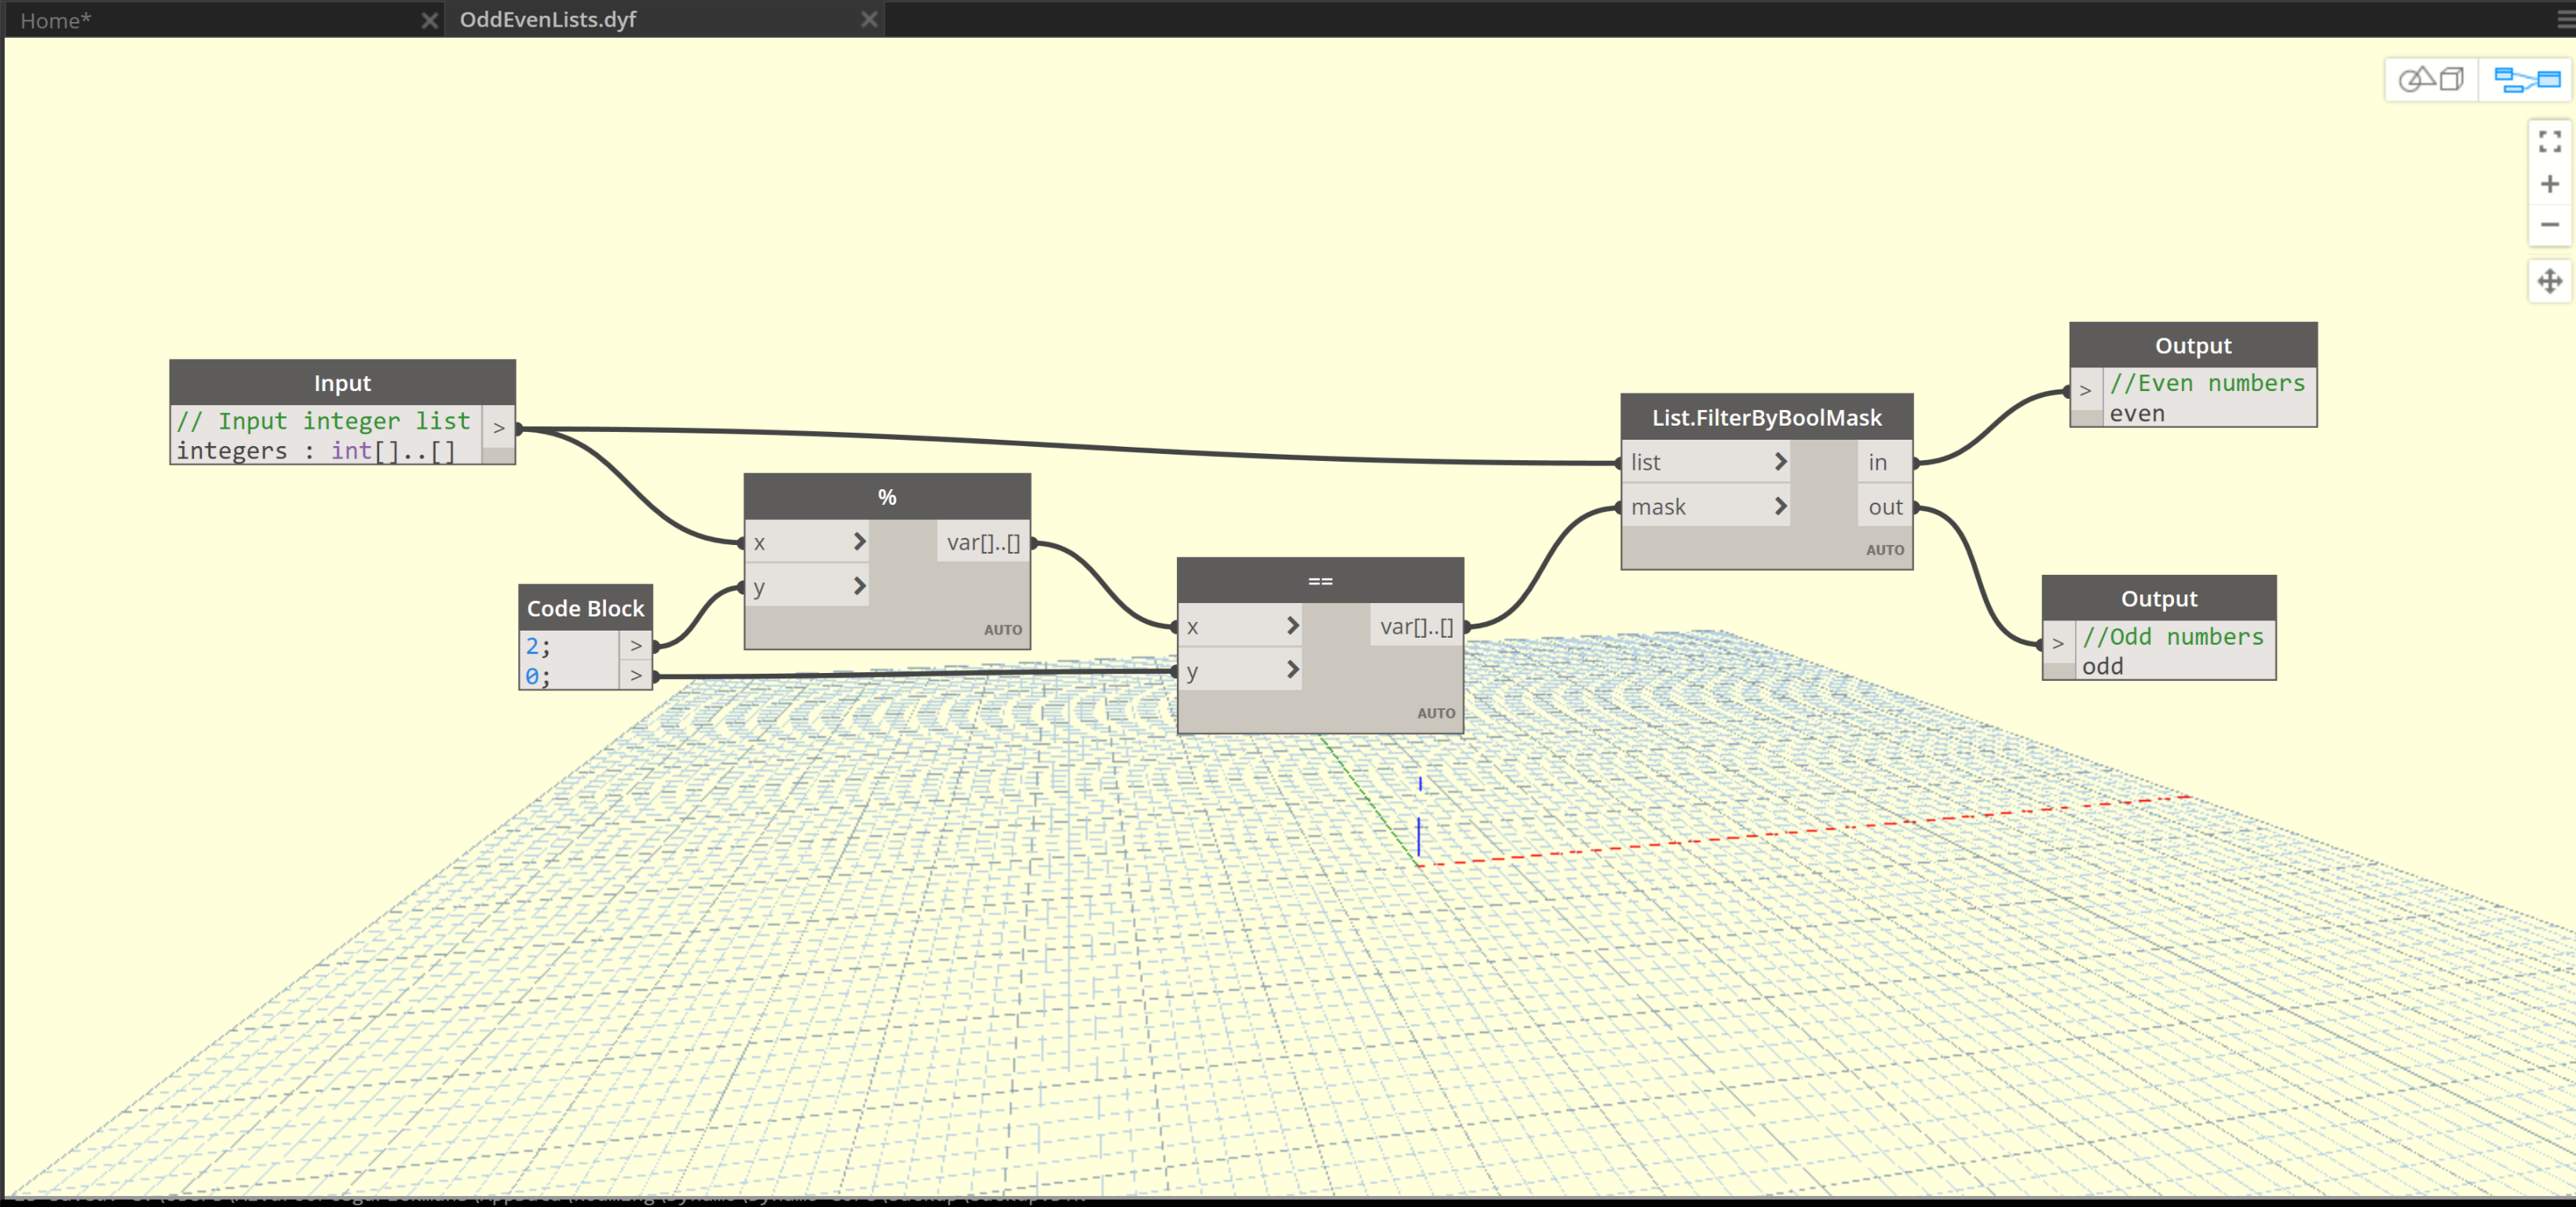 Home*
OddEvenLists.dyf
Input
// Input integer list
integers : int[]..[]
>
%
x
y
var[]..[]
AUTO
Code Block
2;
0;
>
>
==
x
y
var[]..[]
AUTO
List.FilterByBoolMask
list
mask
in
out
AUTO
Output
>
//Even numbers
even
Output
>
//Odd numbers
odd